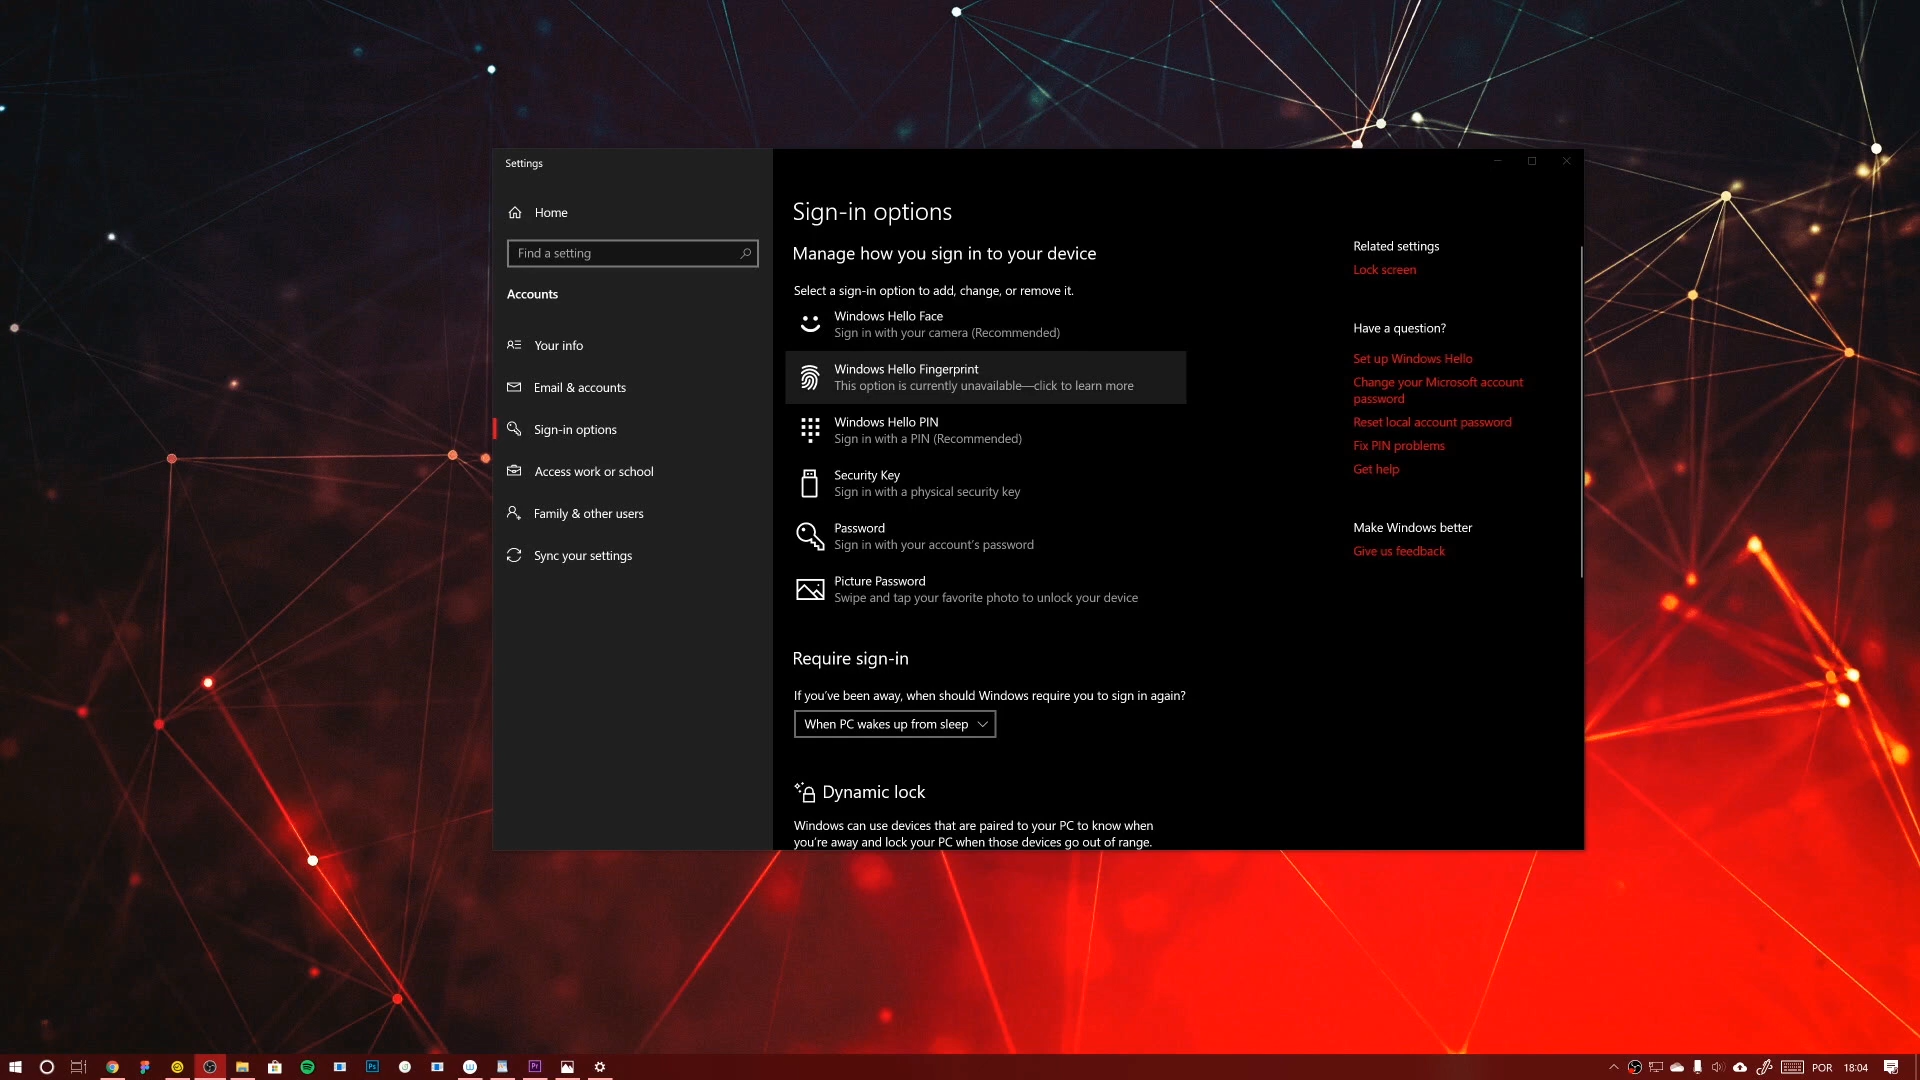 Settings
Home
Find a setting
Accounts
Your info
Email & accounts
Sign-in options
Access work or school
Family & other users
Sync your settings
Sign-in options
Manage how you sign in to your device
Select a sign-in option to add, change, or remove it.
Windows Hello Face
Sign in with your camera (Recommended)
Windows Hello Fingerprint
This option is currently unavailable—click to learn more
Windows Hello PIN
Sign in with a PIN (Recommended)
Security Key
Sign in with a physical security key
Password
Sign in with your account's password
Picture Password
Swipe and tap your favorite photo to unlock your device
Require sign-in
If you've been away, when should Windows require you to sign in again?
When PC wakes up from sleep
Dynamic lock
Windows can use devices that are paired to your PC to know when
you're away and lock your PC when those devices go out of range.
Related settings
Lock screen
Have a question?
Set up Windows Hello
Change your Microsoft account
password
Reset local account password
Fix PIN problems
Get help
Make Windows better
Give us feedback
Ps
Pr
POR
18:04